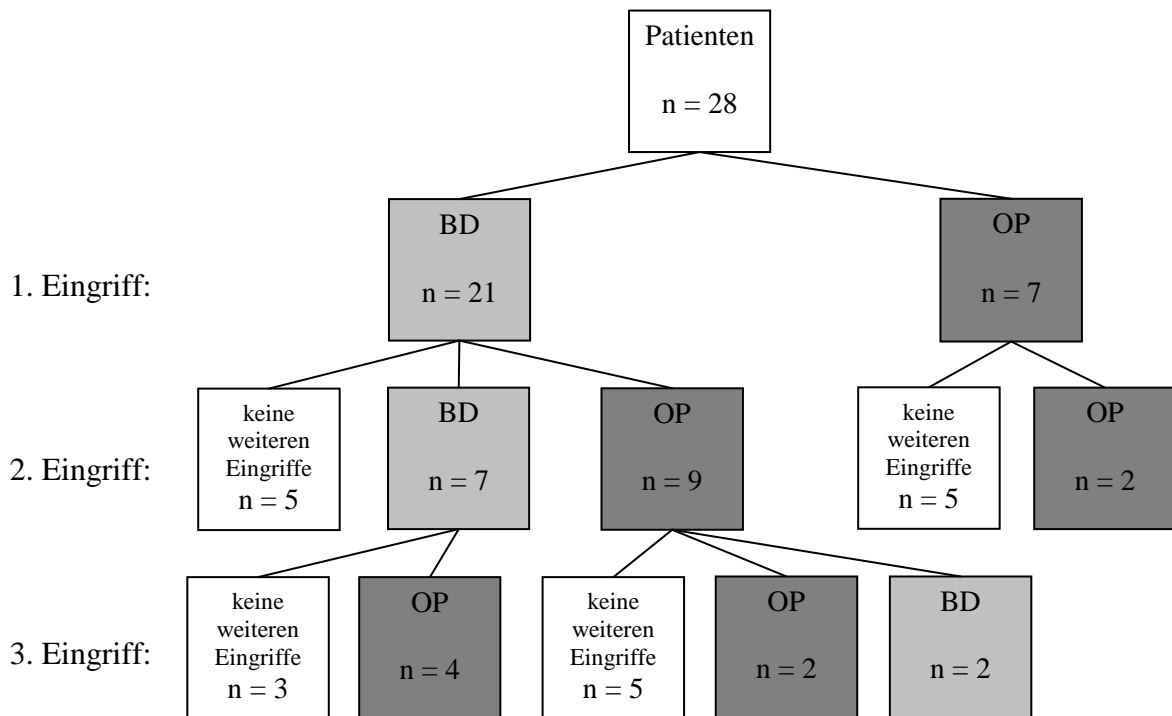 Patienten
n = 28
1. Eingriff:
BD
n = 21
OP
n = 7
2. Eingriff:
keine
weiteren
Eingriffe
n = 5
BD
n = 7
OP
n = 9
keine
weiteren
Eingriffe
n = 5
OP
n = 2
3. Eingriff:
keine
weiteren
Eingriffe
n = 3
OP
n = 4
keine
weiteren
Eingriffe
n = 5
OP
n = 2
BD
n = 2